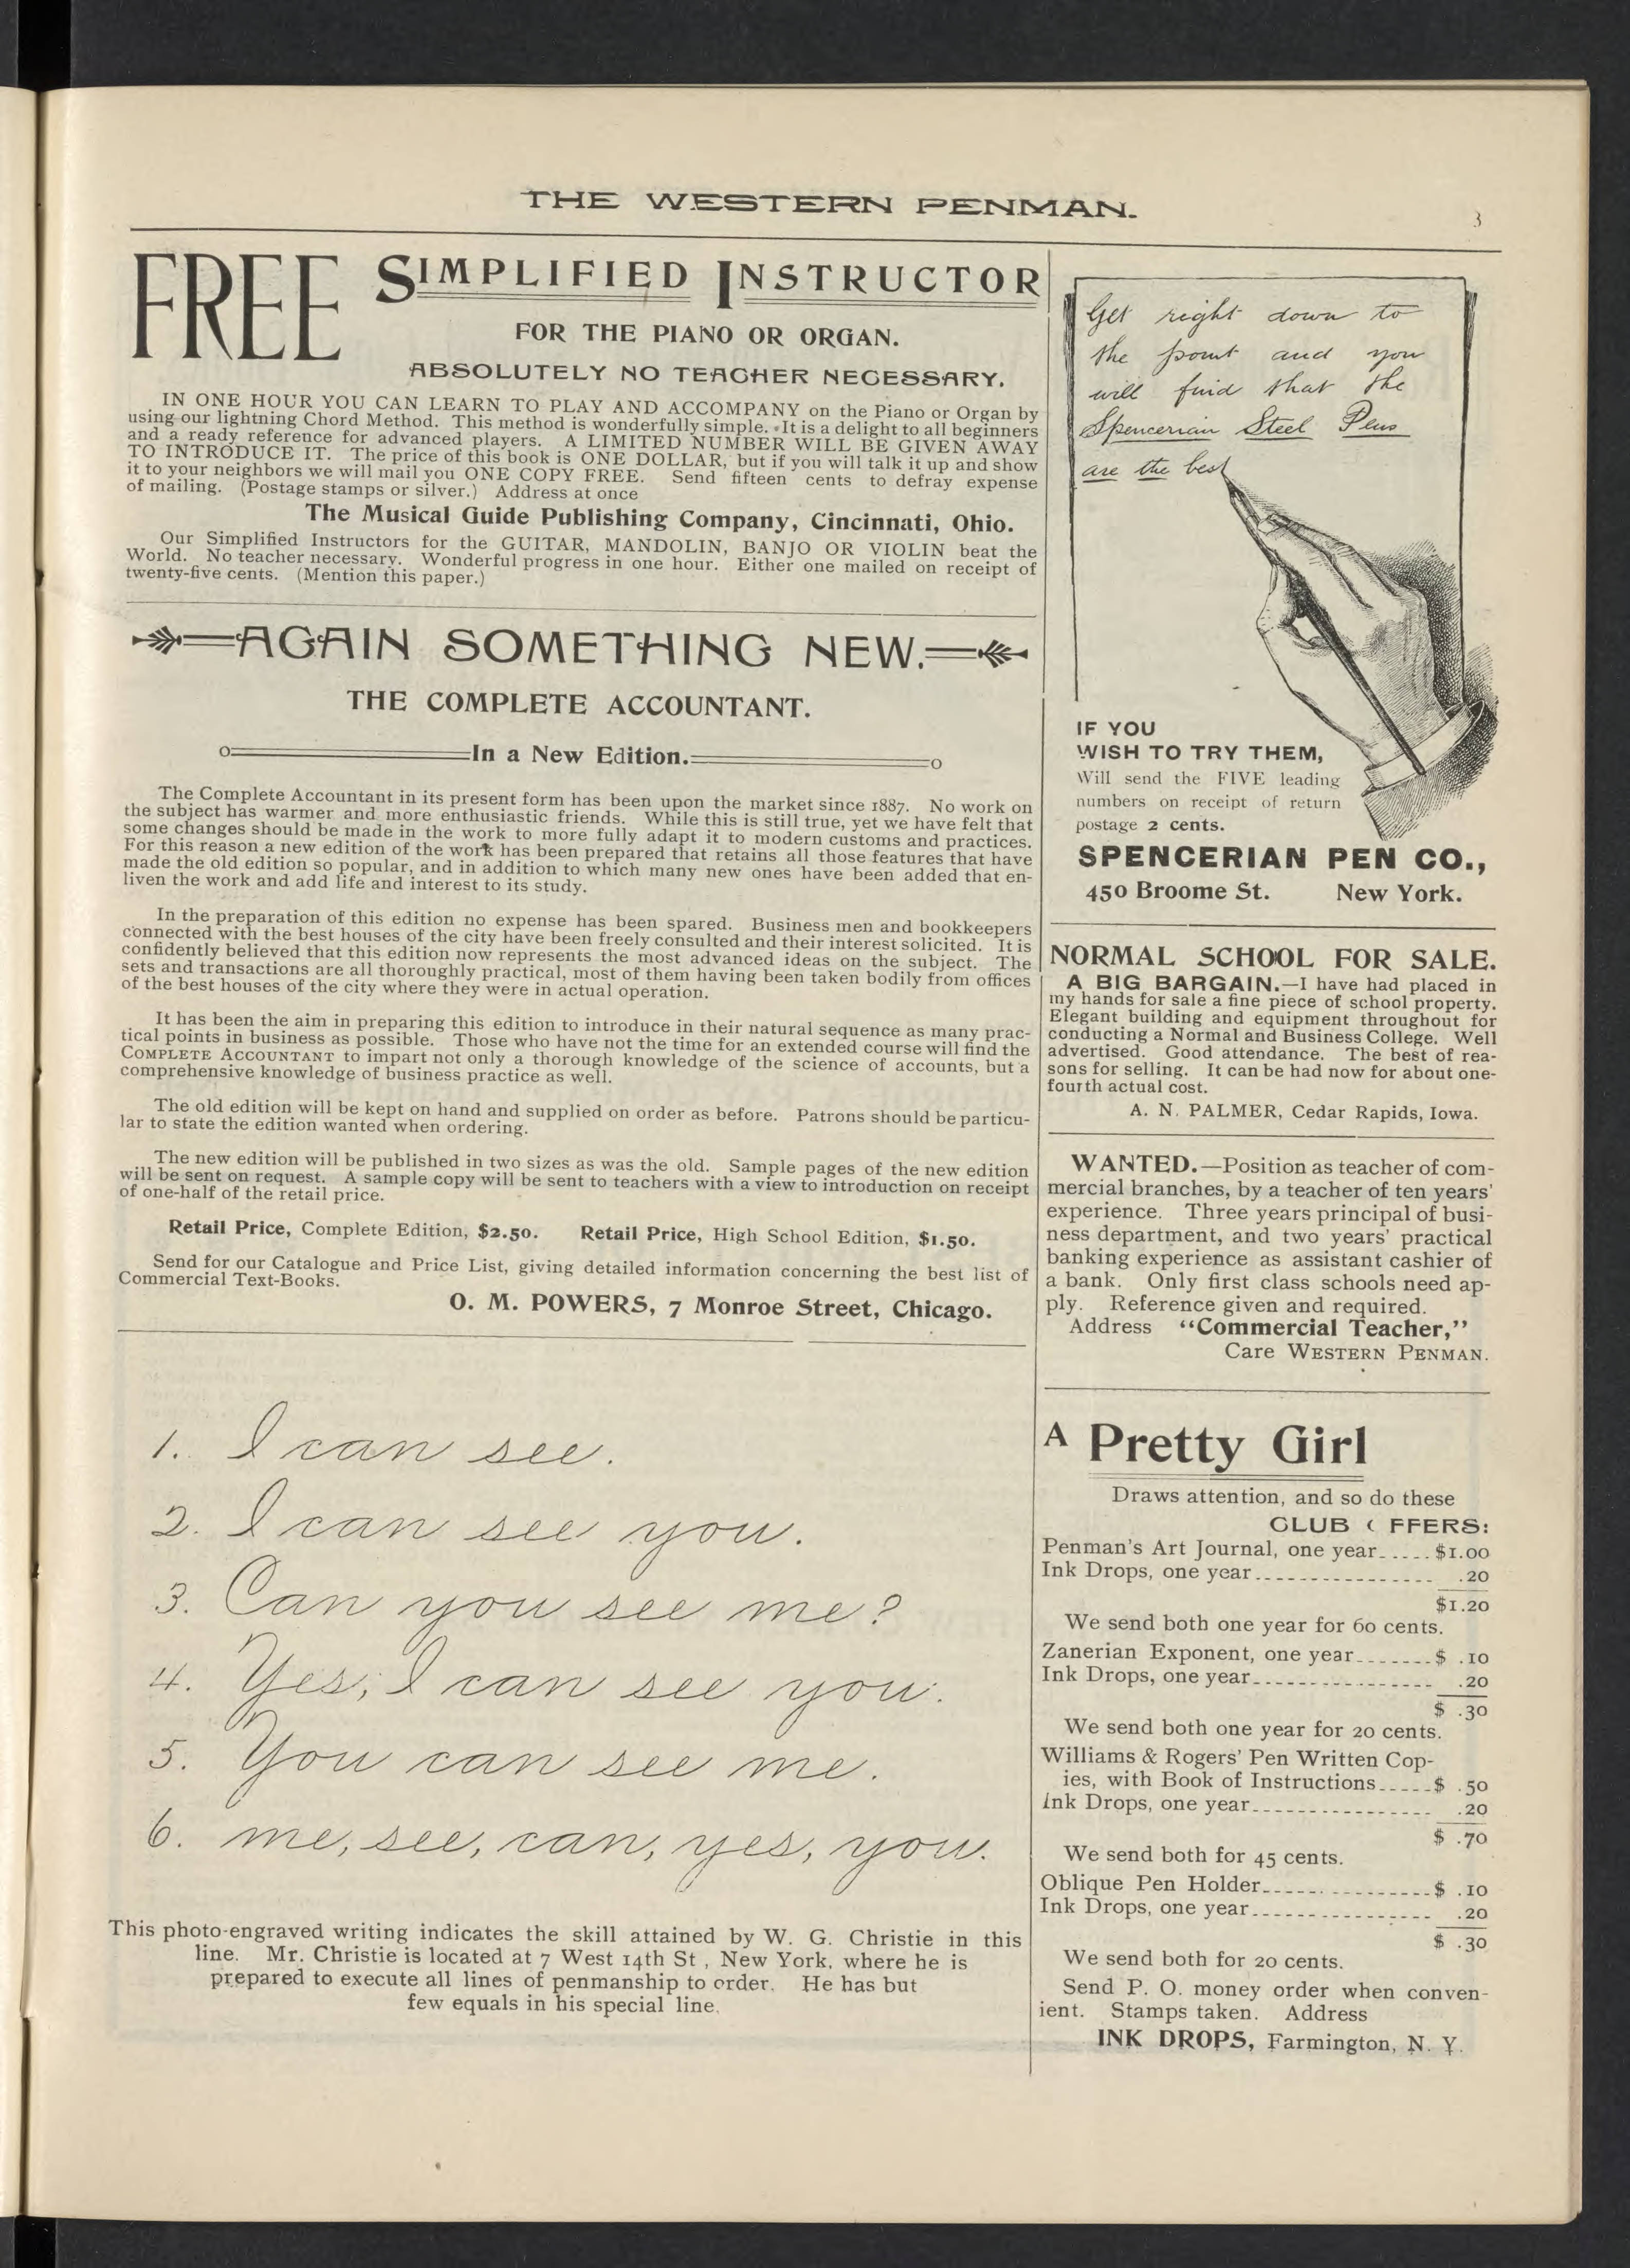 THE WESTERN PENMAN.
3
FREE SIMPLIFIED INSTRUCTOR
FOR THE PIANO OR ORGAN.
ABSOLUTELY NO TEACHER NECESSARY.
IN ONE HOUR YOU CAN LEARN TO PLAY AND ACCOMPANY on the Piano or Organ by
using our lightning Chord Method. This method is wonderfully simple. It is a delight to all beginners
and a ready reference for advanced players. A LIMITED NUMBER WILL BE GIVEN AWAY
TO INTRODUCE IT. The price of this book is ONE DOLLAR, but if you will talk it up and show
it to your neighbors we will mail you ONE COPY FREE. Send fifteen cents to defray expense
of mailing. (Postage stamps or silver.) Address at once
The Musical Guide Publishing Company, Cincinnati, Ohio.
Our Simplified Instructors for the GUITAR, MANDOLIN, BANJO OR VIOLIN beat the
World. No teacher necessary. Wonderful progress in one hour. Either one mailed on receipt of
twenty-five cents. (Mention this paper.)
AGAIN SOMETHING NEW.
THE COMPLETE ACCOUNTANT.
In a New Edition.
The Complete Accountant in its present form has been upon the market since 1887. No work on
the subject has warmer and more enthusiastic friends. While this is still true, yet we have felt that
some changes should be made in the work to more fully adapt it to modern customs and practices.
For this reason a new edition of the work has been prepared that retains all those features that have
made the old edition so popular, and in addition to which many new ones have been added that en-
liven the work and add life and interest to its study.
In the preparation of this edition no expense has been spared. Business men and bookkeepers
connected with the best houses of the city have been freely consulted and their interest solicited. It is
confidently believed that this edition now represents the most advanced ideas on the subject. The
sets and transactions are all thoroughly practical, most of them having been taken bodily from offices
of the best houses of the city where they were in actual operation.
It has been the aim in preparing this edition to introduce in their natural sequence as many prac-
tical points in business as possible. Those who have not the time for an extended course will find the
COMPLETE ACCOUNTANT to impart not only a thorough knowledge of the science of accounts, but a
comprehensive knowledge of business practice as well.
The old edition will be kept on hand and supplied on order as before. Patrons should be particu-
lar to state the edition wanted when ordering.
The new edition will be published in two sizes as was the old. Sample pages of the new edition
will be sent on request. A sample copy will be sent to teachers with a view to introduction on receipt
of one-half of the retail price.
Retail Price, Complete Edition, $2.50. Retail Price, High School Edition, $1.50.
Send for our Catalogue and Price List, giving detailed information concerning the best list of
Commercial Text-Books.
O. M. POWERS, 7 Monroe Street, Chicago.
1. I can see.
2. I can see you.
3. Can you see me?
4. Yes, I can see you.
5. You can see me.
6. me, see, can, yes, you.
This photo-engraved writing indicates the skill attained by W. G. Christie in this
line. Mr. Christie is located at 7 West 14th St , New York, where he is
prepared to execute all lines of penmanship to order. He has but
few equals in his special line.
Get right down to
the point and you
will find that the
Spencerian Steel Pens
are the best
IF YOU
WISH TO TRY THEM,
Will send the FIVE leading
numbers on receipt of return
postage 2 cents.
SPENCERIAN PEN CO.,
450 Broome St. New York.
NORMAL SCHOOL FOR SALE.
A BIG BARGAIN.—I have had placed in
my hands for sale a fine piece of school property.
Elegant building and equipment throughout for
conducting a Normal and Business College. Well
advertised. Good attendance. The best of rea-
sons for selling. It can be had now for about one-
fourth actual cost.
A. N. PALMER, Cedar Rapids, Iowa.
WANTED.—Position as teacher of com-
mercial branches, by a teacher of ten years'
experience. Three years principal of busi-
ness department, and two years' practical
banking experience as assistant cashier of
a bank. Only first class schools need ap-
ply. Reference given and required.
Address "Commercial Teacher,"
Care WESTERN PENMAN.
A Pretty Girl
Draws attention, and so do these
CLUB ( FFERS:
Penman's Art Journal, one year.....$1.00
Ink Drops, one year................ .20
$1.20
We send both one year for 60 cents.
Zanerian Exponent, one year.......$ .10
Ink Drops, one year................ .20
$ .30
We send both one year for 20 cents.
Williams & Rogers' Pen Written Cop-
ies, with Book of Instructions.....$ .50
Ink Drops, one year................ .20
$ .70
We send both for 45 cents.
Oblique Pen Holder................$ .10
Ink Drops, one year................ .20
$ .30
We send both for 20 cents.
Send P. O. money order when conven-
ient. Stamps taken. Address
INK DROPS, Farmington, N. Y.